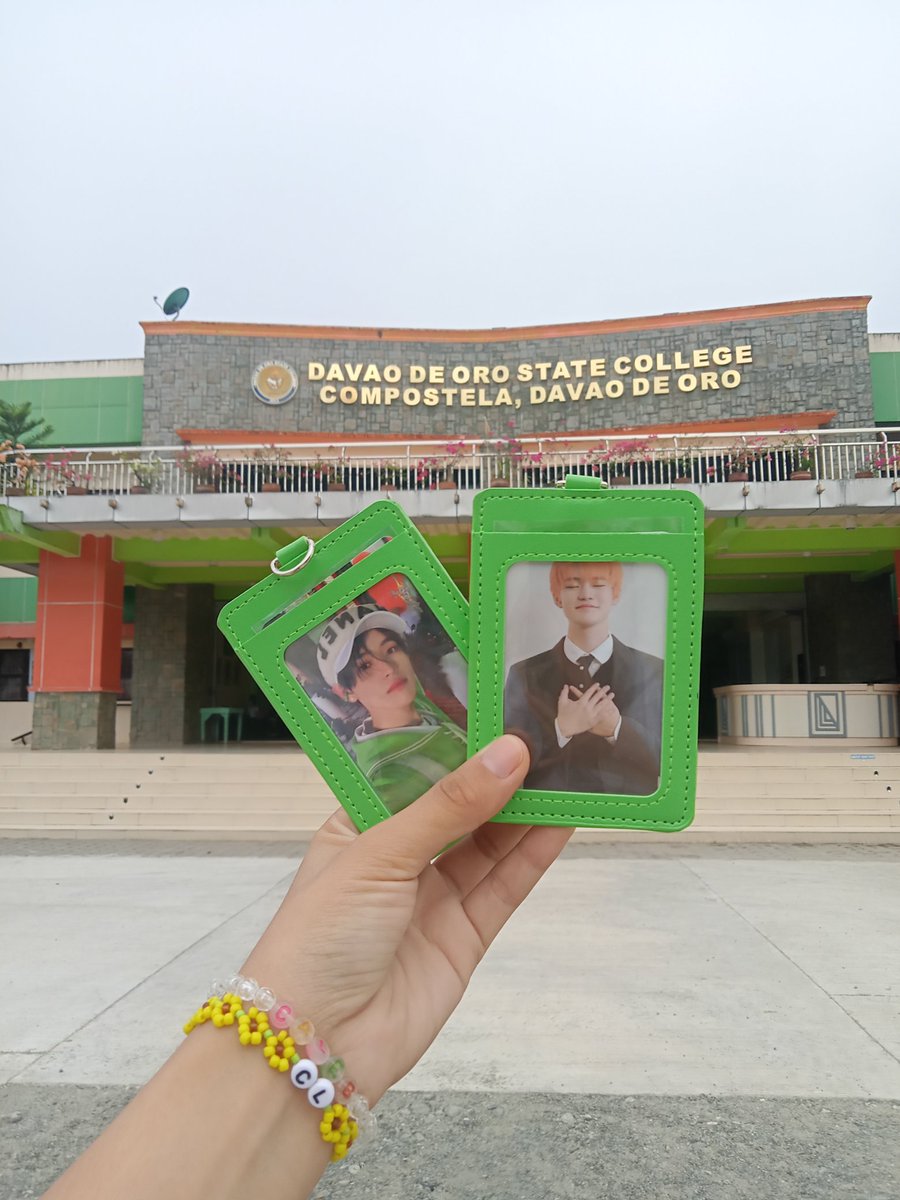 DAVAO DE ORO STATE COLLEGE
COMPOSTELA, DAVAO DE ORO
CL